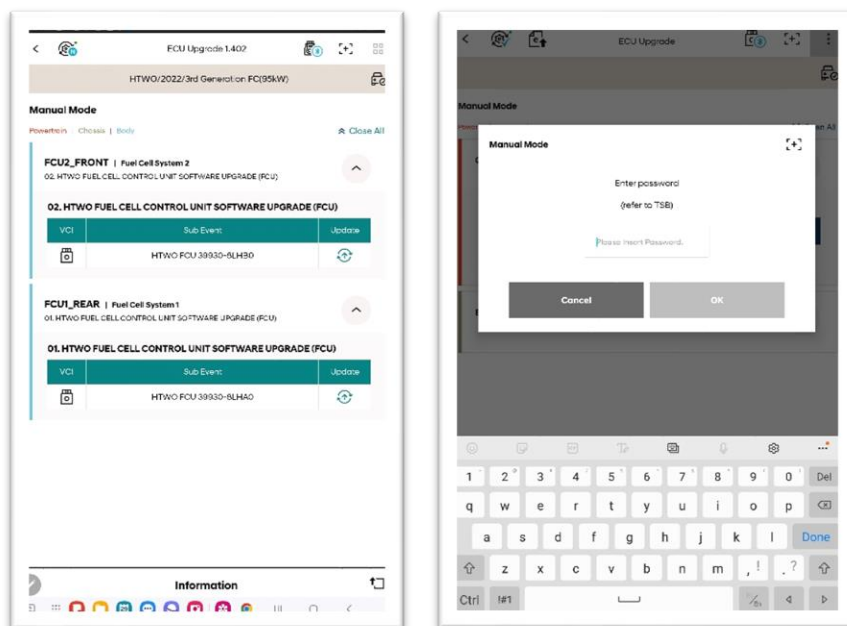 ECU Upgrade 1.402
HTWO/2022/3rd Generation FC(95kW)
Manual Mode
Powertrain | Chassis | Body
Close All
FCU2_FRONT | Fuel Cell System 2
02. HTWO FUEL CELL CONTROL UNIT SOFTWARE UPGRADE (FCU)
02. HTWO FUEL CELL CONTROL UNIT SOFTWARE UPGRADE (FCU)
VCI Sub Event Update
HTWO FCU 39930-6LHB0
FCU1_REAR | Fuel Cell System 1
01. HTWO FUEL CELL CONTROL UNIT SOFTWARE UPGRADE (FCU)
01. HTWO FUEL CELL CONTROL UNIT SOFTWARE UPGRADE (FCU)
VCI Sub Event Update
HTWO FCU 39930-6LHA0
Information
ECU Upgrade
Manual Mode
Manual Mode
Enter password
(refer to TSB)
Please Insert Password.
Cancel OK
1 2 3 4 5 6 7 8 9 0 Del
q w e r t y u i o p
a s d f g h j k l Done
z x c v b n m , ! . ?
Ctrl !#1